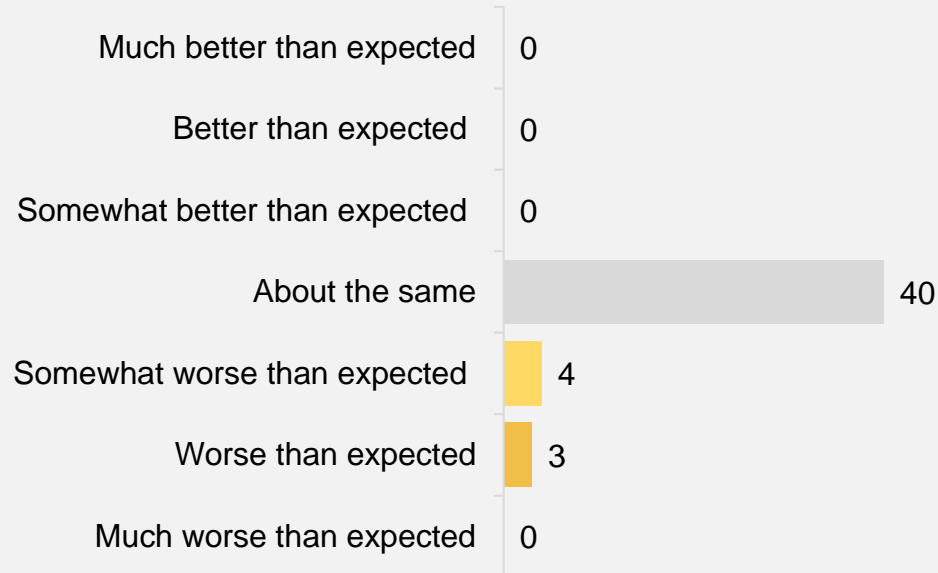 Much better than expected 0
Better than expected 0
Somewhat better than expected 0
About the same 40
Somewhat worse than expected 4
Worse than expected 3
Much worse than expected 0